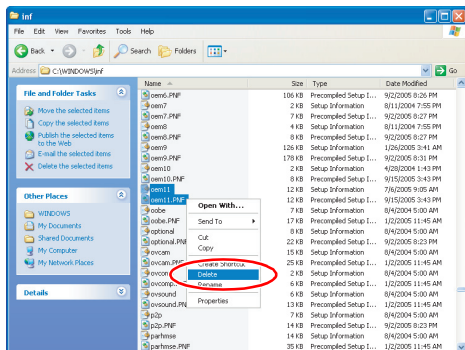 inf
File Edit View Favorites Tools Help
Back Search Folders
Address C:\WINDOWS\inf Go
Name Size Type Date Modified
File and Folder Tasks
Move the selected items
Copy the selected items
Publish the selected items to the Web
E-mail the selected items
Delete the selected items
Other Places
WINDOWS
My Documents
Shared Documents
My Computer
My Network Places
Details
oem6.PNF 106 KB Precompiled Setup I... 9/2/2005 8:26 PM
oem7 2 KB Setup Information 8/11/2004 7:55 PM
oem7.PNF 8 KB Precompiled Setup I... 9/2/2005 8:27 PM
oem8 4 KB Setup Information 8/11/2004 7:55 PM
oem8.PNF 8 KB Precompiled Setup I... 9/2/2005 8:27 PM
oem9 126 KB Setup Information 1/26/2005 3:41 AM
oem9.PNF 178 KB Precompiled Setup I... 9/2/2005 8:31 PM
oem10 2 KB Setup Information 4/28/2004 1:43 PM
oem10.PNF 8 KB Precompiled Setup I... 9/15/2005 3:43 PM
oem11 12 KB Setup Information 7/6/2005 9:05 AM
oem11.PNF 12 KB Precompiled Setup I... 9/15/2005 3:43 PM
oobe 7 KB Setup Information 8/4/2004 5:00 AM
oobe.PNF 17 KB Precompiled Setup I... 1/2/2005 11:45 AM
optional 8 KB Setup Information 8/4/2004 5:00 AM
optional.PNF 22 KB Precompiled Setup I... 9/2/2005 8:23 PM
ovcam 15 KB Setup Information 8/4/2004 5:00 AM
ovcam.PNF 25 KB Precompiled Setup I... 1/2/2005 11:45 AM
ovcom 2 KB Setup Information 8/4/2004 5:00 AM
ovcomp... 6 KB Precompiled Setup I... 1/2/2005 11:45 AM
ovsound 6 KB Setup Information 8/4/2004 5:00 AM
ovsound.PNF 13 KB Precompiled Setup I... 1/2/2005 11:45 AM
p2p 7 KB Setup Information 8/4/2004 5:00 AM
p2p.PNF 14 KB Precompiled Setup I... 9/2/2005 8:23 PM
parhmse 14 KB Setup Information 8/4/2004 5:00 AM
parhmse.PNF 35 KB Precompiled Setup I... 1/2/2005 11:45 AM
Open With...
Send To
Cut
Copy
Create Shortcut
Delete
Rename
Properties